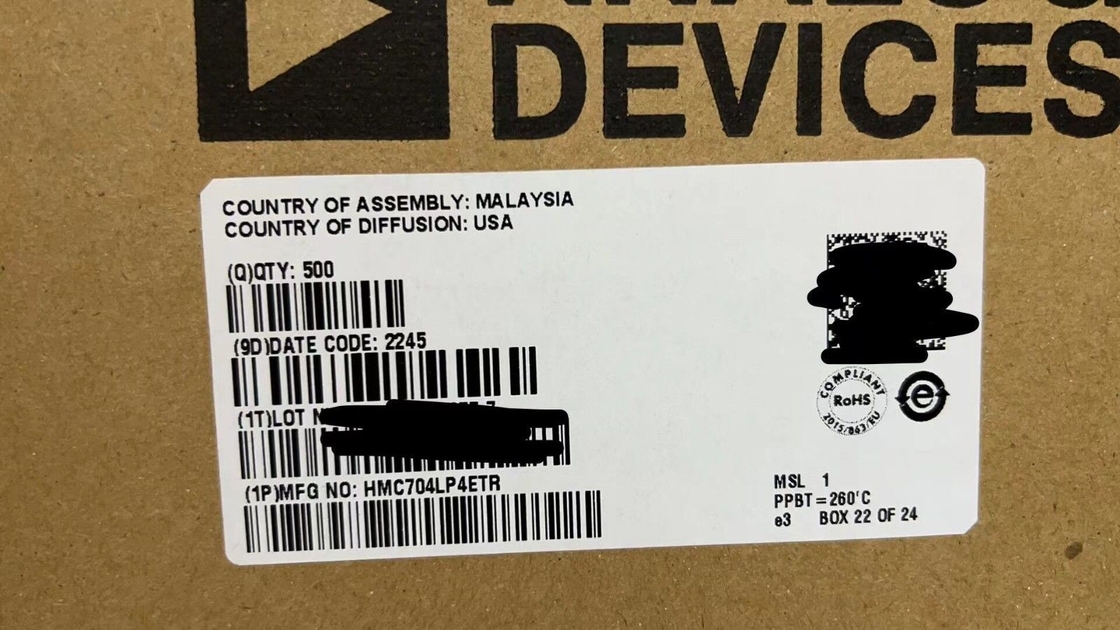 DEVICES
COUNTRY OF ASSEMBLY: MALAYSIA
COUNTRY OF DIFFUSION: USA
(Q)QTY: 500
(9D)DATE CODE: 2245
(1T)LOT
(1P)MFG NO: HMC704LP4ETR
COMPLIANT
RoHS
2015/863/EU
e
MSL 1
PPBT=260'C
e3 BOX 22 OF 24